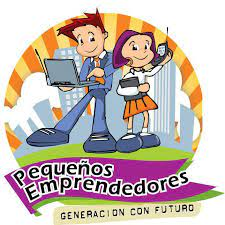 Pequeños
Emprendedores
GENERACION CON FUTURO